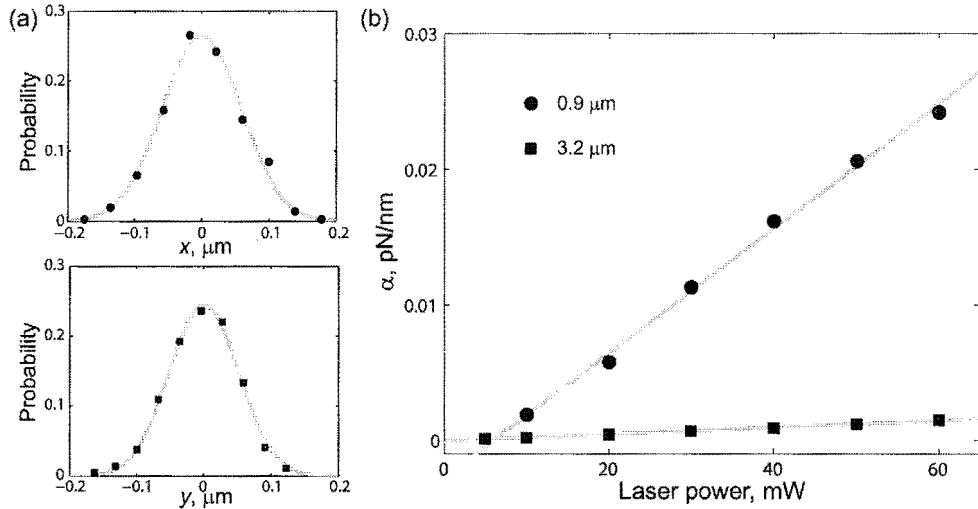 (a)
0.3
0.2
0.1
0
Probability
−0.2
−0.1
0
0.1
0.2
x, μm
0.3
0.2
0.1
0
Probability
−0.2
−0.1
0
0.1
0.2
y, μm
(b)
0.03
0.02
0.01
0
α, pN/nm
0.9 μm
3.2 μm
0
20
40
60
Laser power, mW